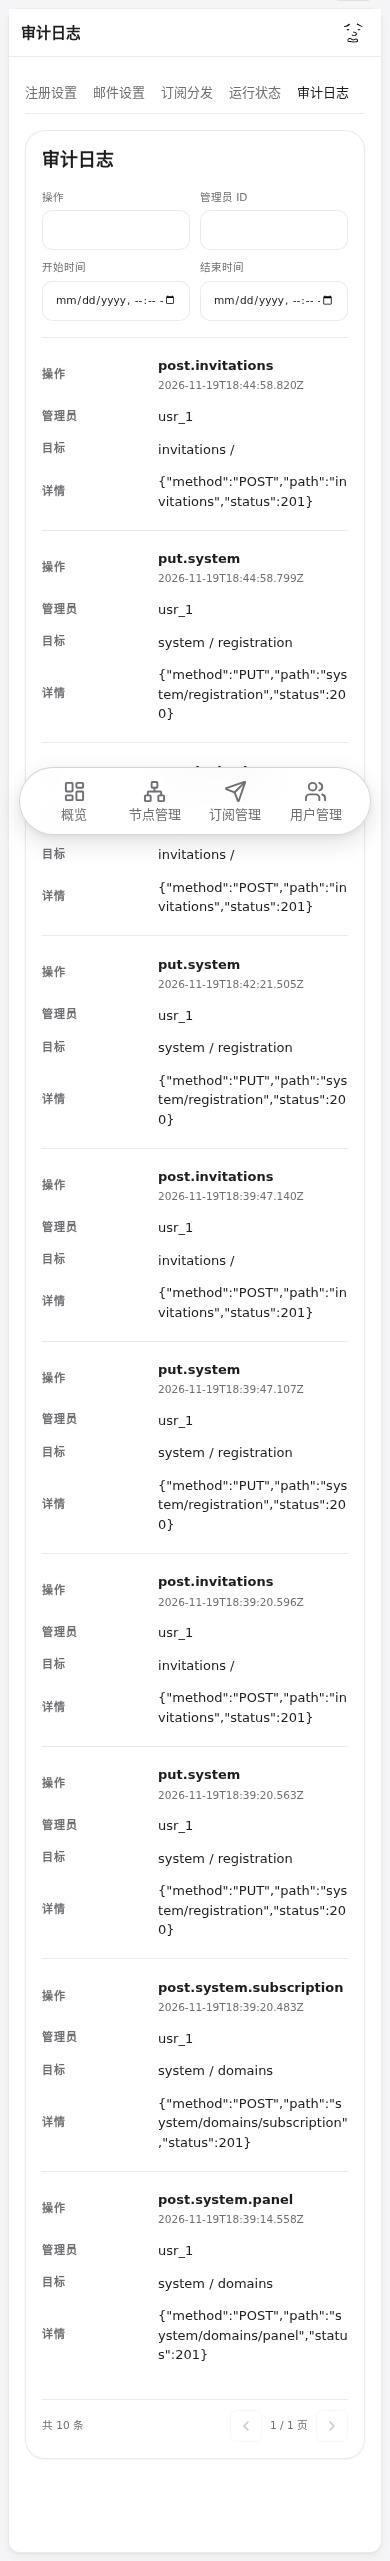 审计日志
注册设置 邮件设置 订阅分发 运行状态 审计日志
审计日志
操作 管理员 ID
开始时间 结束时间
mm/dd/yyyy, --:-- - mm/dd/yyyy, --:-- -
操作 post.invitations
2026-11-19T18:44:58.820Z
管理员 usr_1
目标 invitations /
详情 {"method":"POST","path":"in
vitations","status":201}
操作 put.system
2026-11-19T18:44:58.799Z
管理员 usr_1
目标 system / registration
详情 {"method":"PUT","path":"sys
tem/registration","status":20
0}
概览 节点管理 订阅管理 用户管理
目标 invitations /
详情 {"method":"POST","path":"in
vitations","status":201}
操作 put.system
2026-11-19T18:42:21.505Z
管理员 usr_1
目标 system / registration
详情 {"method":"PUT","path":"sys
tem/registration","status":20
0}
操作 post.invitations
2026-11-19T18:39:47.140Z
管理员 usr_1
目标 invitations /
详情 {"method":"POST","path":"in
vitations","status":201}
操作 put.system
2026-11-19T18:39:47.107Z
管理员 usr_1
目标 system / registration
详情 {"method":"PUT","path":"sys
tem/registration","status":20
0}
操作 post.invitations
2026-11-19T18:39:20.596Z
管理员 usr_1
目标 invitations /
详情 {"method":"POST","path":"in
vitations","status":201}
操作 put.system
2026-11-19T18:39:20.563Z
管理员 usr_1
目标 system / registration
详情 {"method":"PUT","path":"sys
tem/registration","status":20
0}
操作 post.system.subscription
2026-11-19T18:39:20.483Z
管理员 usr_1
目标 system / domains
详情 {"method":"POST","path":"s
ystem/domains/subscription"
,"status":201}
操作 post.system.panel
2026-11-19T18:39:14.558Z
管理员 usr_1
目标 system / domains
详情 {"method":"POST","path":"s
ystem/domains/panel","statu
s":201}
共 10 条 1 / 1 页